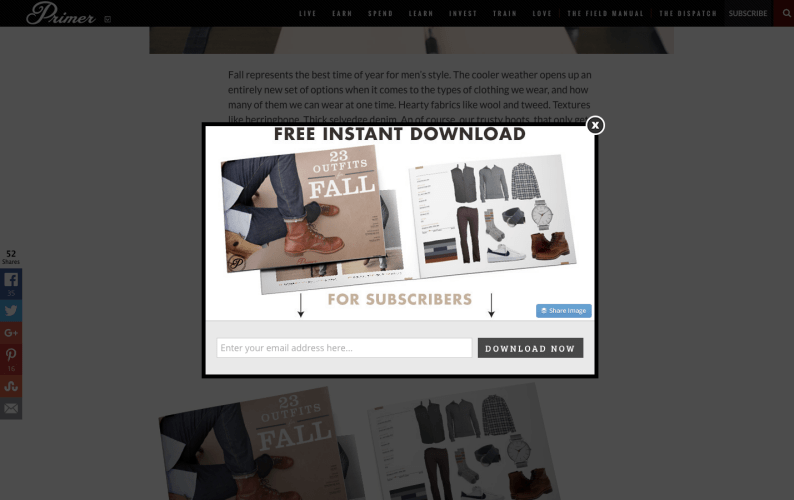 Primer
LIVE EARN SPEND LEARN INVEST TRAIN LOVE THE FIELD MANUAL THE DISPATCH SUBSCRIBE
Fall represents the best time of year for men's style. The cooler weather opens up an
entirely new set of options when it comes to the types of clothing we wear, and how
many of them we can wear at one time. Hearty fabrics like wool and tweed. Textures
like herringbone. Thick selvedge denim. An of course, our trusty boots, that only get
x
FREE INSTANT DOWNLOAD
23
OUTFITS
FALL
FOR SUBSCRIBERS
Share Image
Enter your email address here...
DOWNLOAD NOW
52
Shares
35
G+
16
23
OUTFITS
FALL